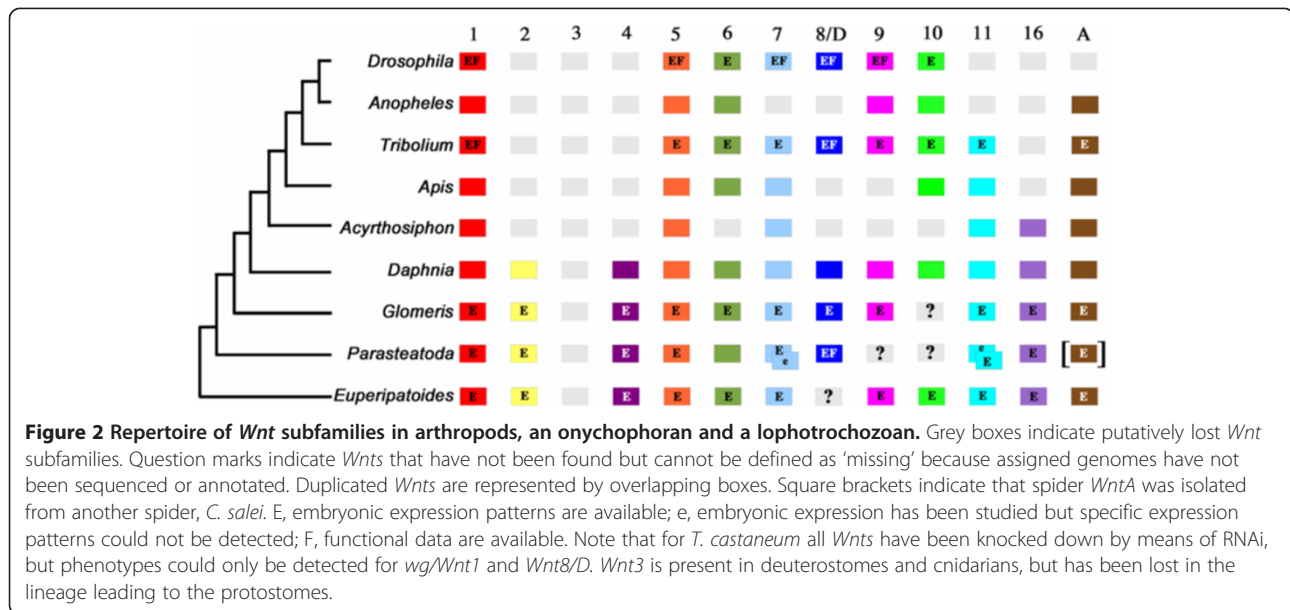 1 2 3 4 5 6 7 8/D 9 10 11 16 A
Drosophila EF EF E EF EF EF E
Anopheles
Tribolium EF E E E EF E E E E
Apis
Acyrthosiphon
Daphnia
Glomeris E E E E E E E E ? E E E
Parasteatoda E E E E E e EF ? ? e E E [ E ]
Euperipatoides E E E E E E ? E E E E E
Figure 2 Repertoire of Wnt subfamilies in arthropods, an onychophoran and a lophotrochozoan. Grey boxes indicate putatively lost Wnt
subfamilies. Question marks indicate Wnts that have not been found but cannot be defined as ‘missing’ because assigned genomes have not
been sequenced or annotated. Duplicated Wnts are represented by overlapping boxes. Square brackets indicate that spider WntA was isolated
from another spider, C. salei. E, embryonic expression patterns are available; e, embryonic expression has been studied but specific expression
patterns could not be detected; F, functional data are available. Note that for T. castaneum all Wnts have been knocked down by means of RNAi,
but phenotypes could only be detected for wg/Wnt1 and Wnt8/D. Wnt3 is present in deuterostomes and cnidarians, but has been lost in the
lineage leading to the protostomes.